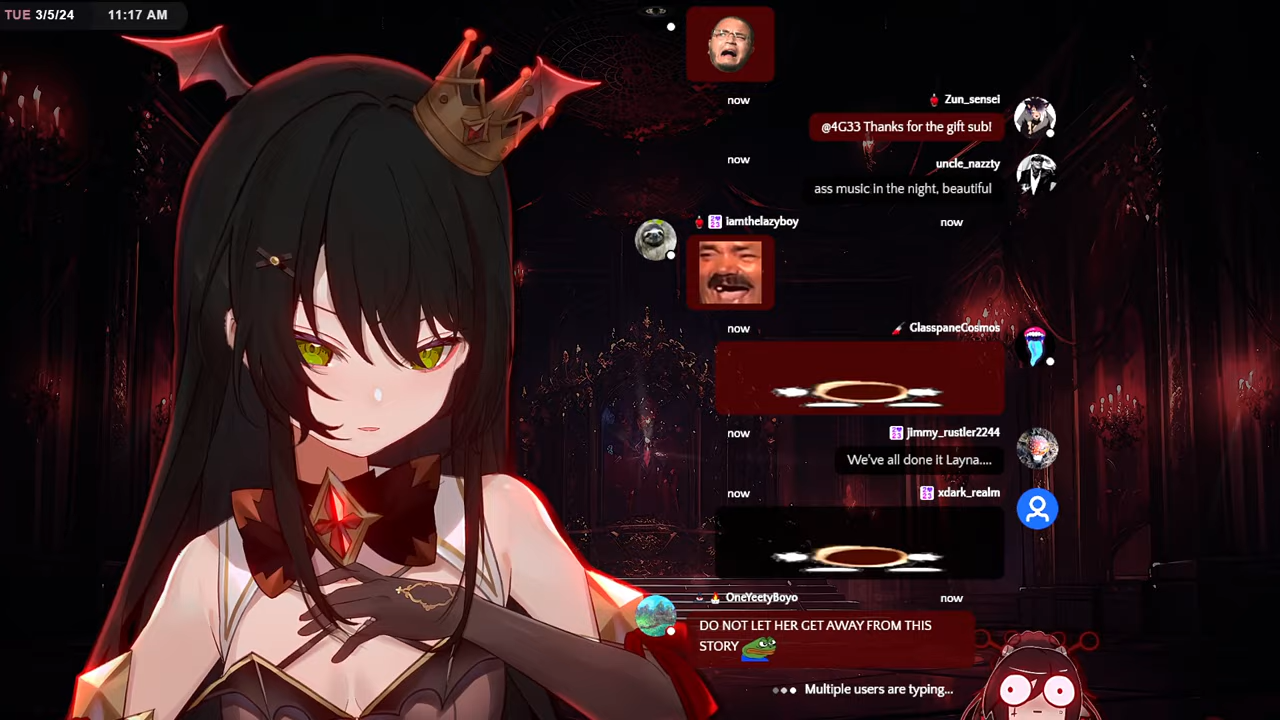 TUE 3/5/24 11:17 AM
now
Zun_sensei
@4G33 Thanks for the gift sub!
now
uncle_nazzty
ass music in the night, beautiful
now
iamthelazyboy
now
GlasspaneCosmos
now
jimmy_rustler2244
We've all done it Layna....
now
xdark_realm
OneYeetyBoyo
now
DO NOT LET HER GET AWAY FROM THIS
STORY
Multiple users are typing...